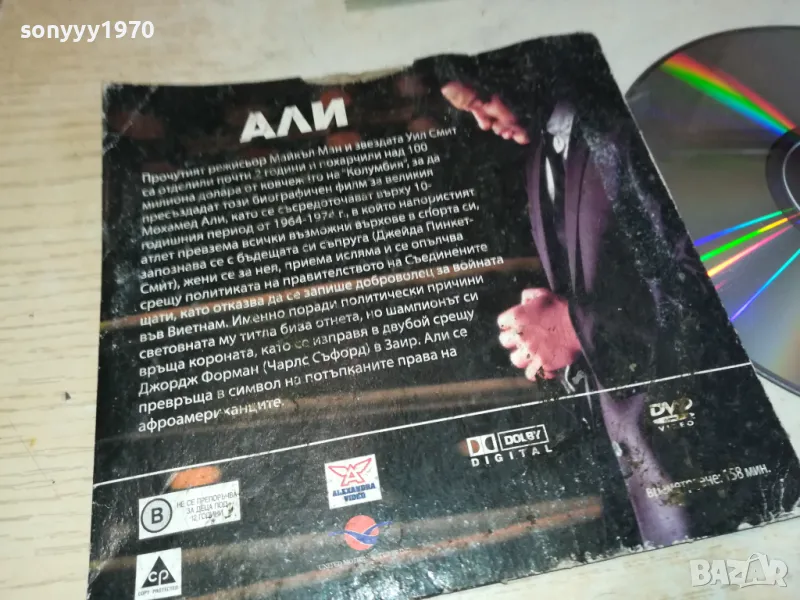 sonyyy1970
АЛИ
Прочутият режисьор Майкъл Ман и звездата Уил Смит
са отделили почти 2 години и похарчили над 100
милиона долара от ковчежето на "Колумбия", за да
пресъздадат този биографичен филм за великия
Мохамед Али, като се съсредоточават върху 10-
годишния период от 1964-1974 г., в който напористият
атлет превзема всички възможни върхове в спорта си,
запознава се с бъдещата си съпруга (Джейда Пинкет-
Смит), жени се за нея, приема исляма и се опълчва
срещу политиката на правителството на Съединените
щати, като отказва да се запише доброволец за войната
във Виетнам. Именно поради политически причини
световната му титла бива отнета, но шампионът си
връща короната, като се изправя в двубой срещу
Джордж Форман (Чарлс Съфорд) в Заир. Али се
превръща в символ на потъпканите права на
афроамериканците.
DOLBY
DIGITAL
DVD
VIDEO
времетраене: 158 мин.
B
НЕ СЕ ПРЕПОРЪЧВА
ЗА ДЕЦА ПОД
12 ГОДИНИ
ALEXANDRA
VIDEO
CP
COPY PROTECTED
BAZAR